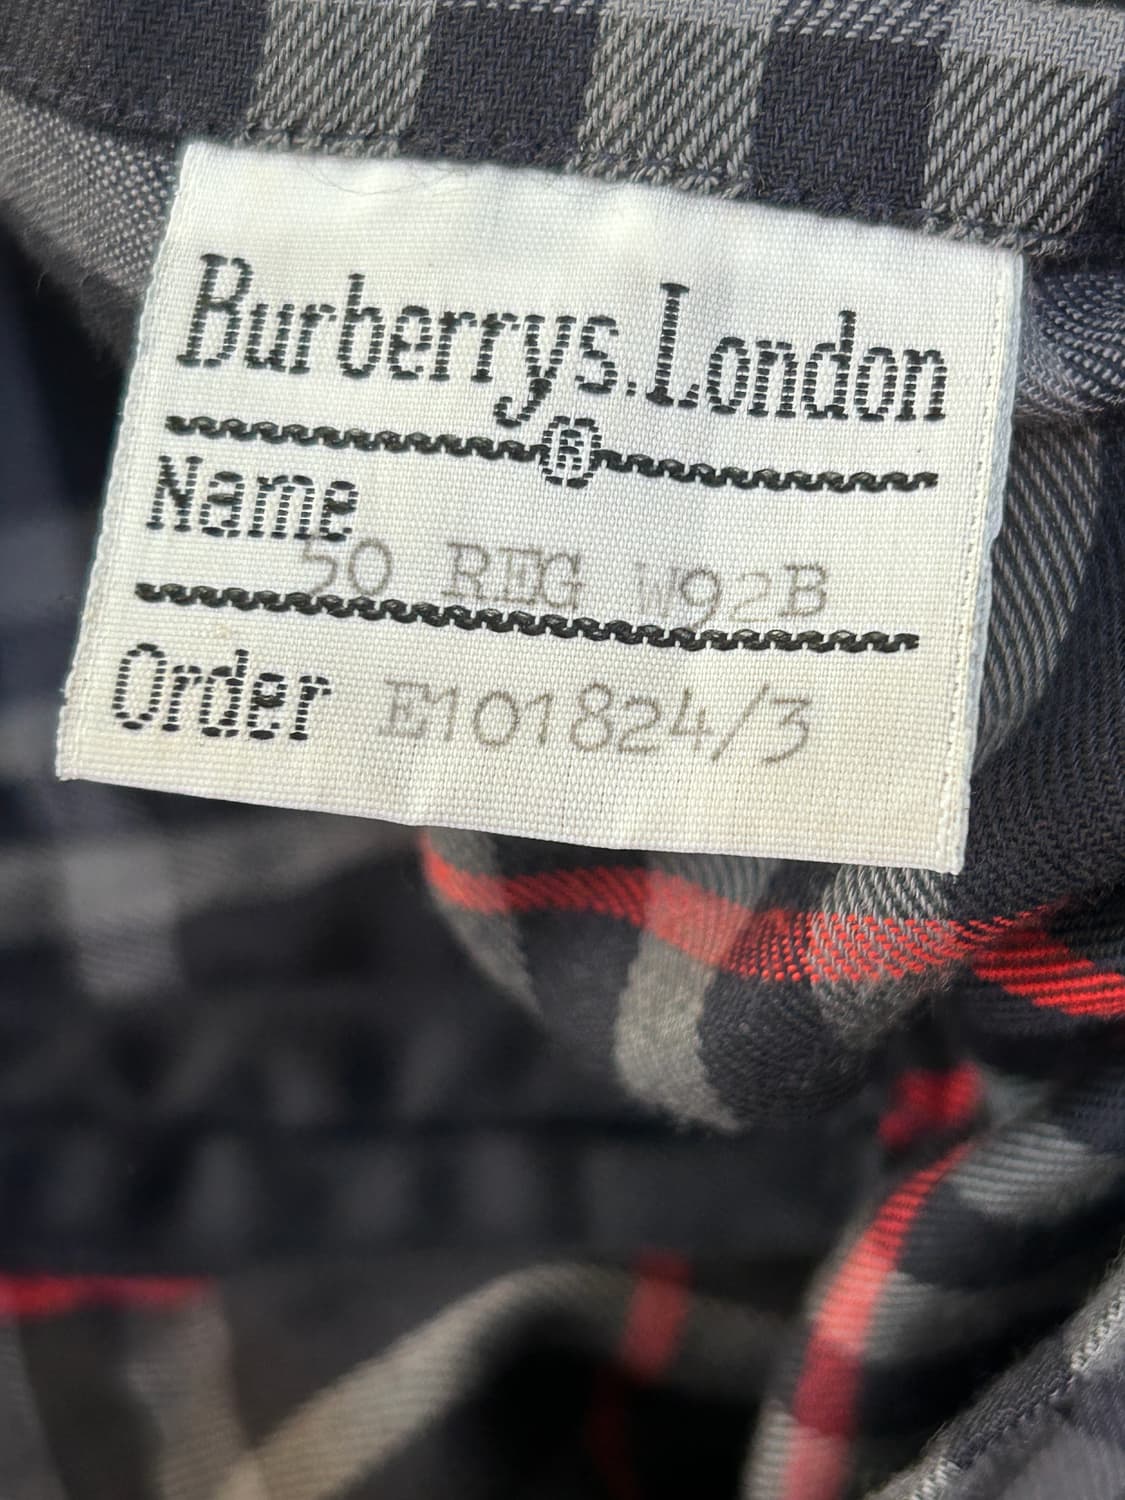 Burberrys.London
®
Name
50 REG W92B
Order E101824/3